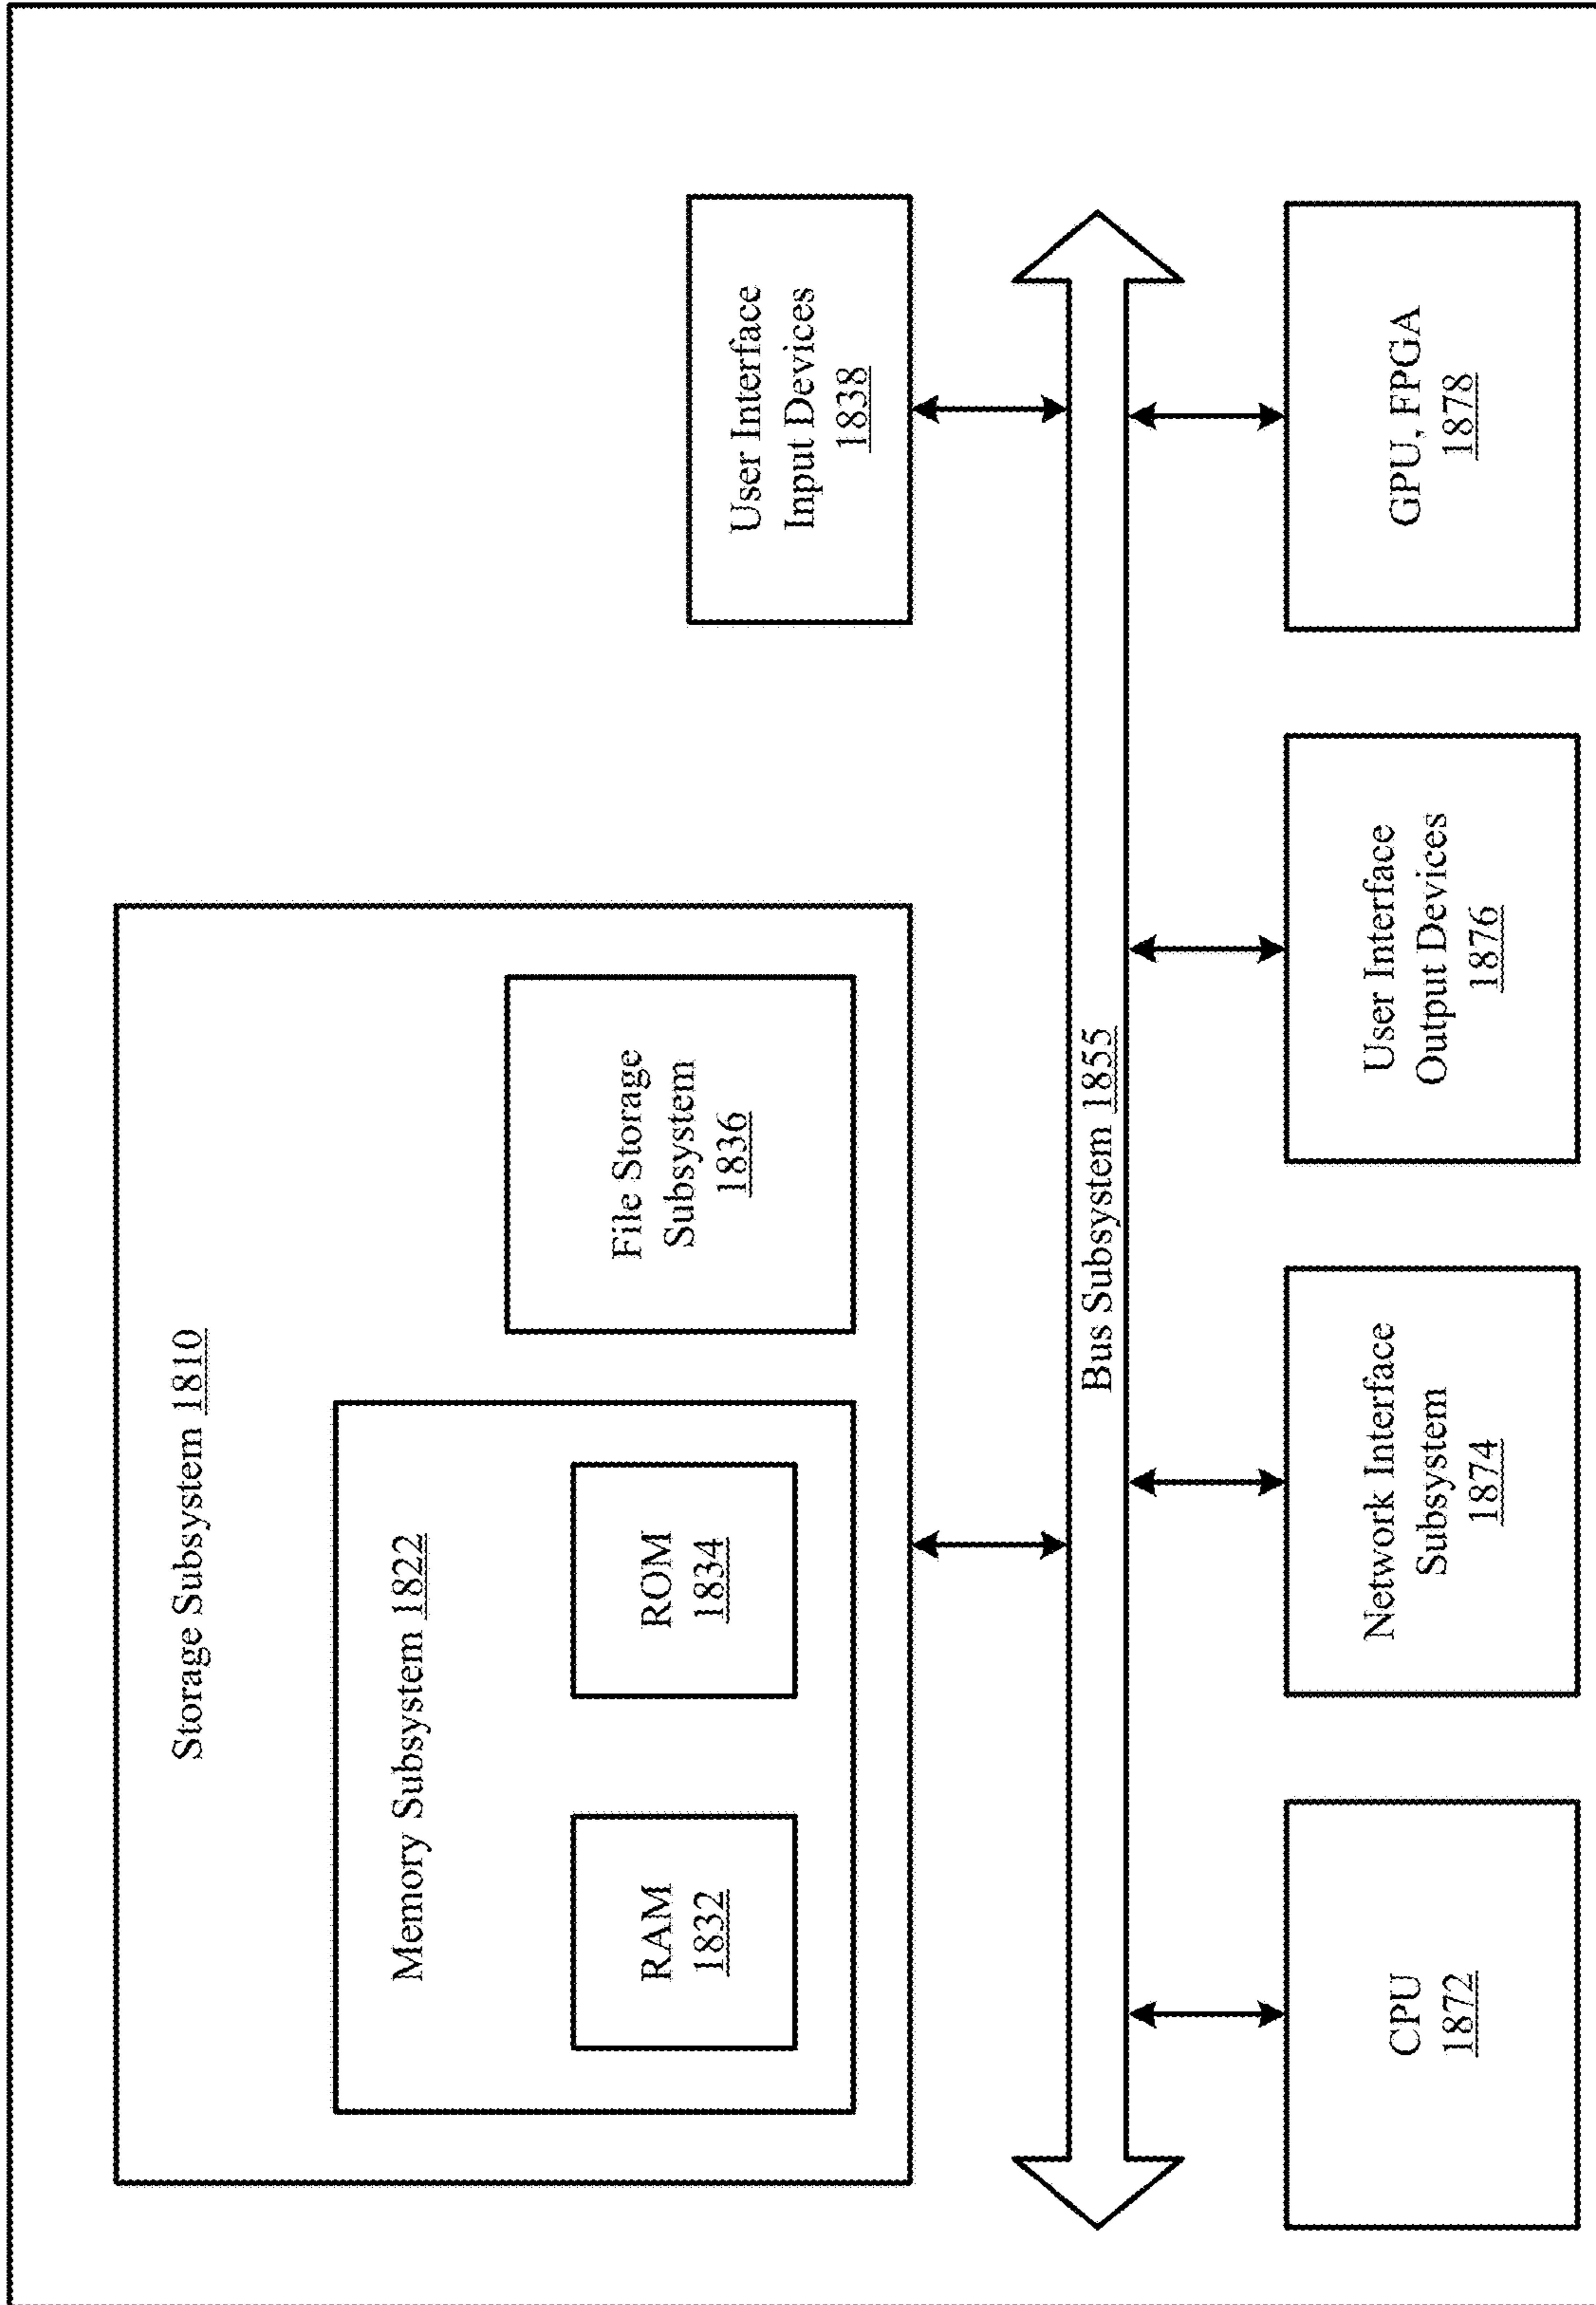 Storage Subsystem 1810
Memory Subsystem 1822
RAM
1832
ROM
1834
File Storage
Subsystem
1836
User Interface
Input Devices
1838
Bus Subsystem 1855
CPU
1872
Network Interface
Subsystem
1874
User Interface
Output Devices
1876
GPU, FPGA
1878